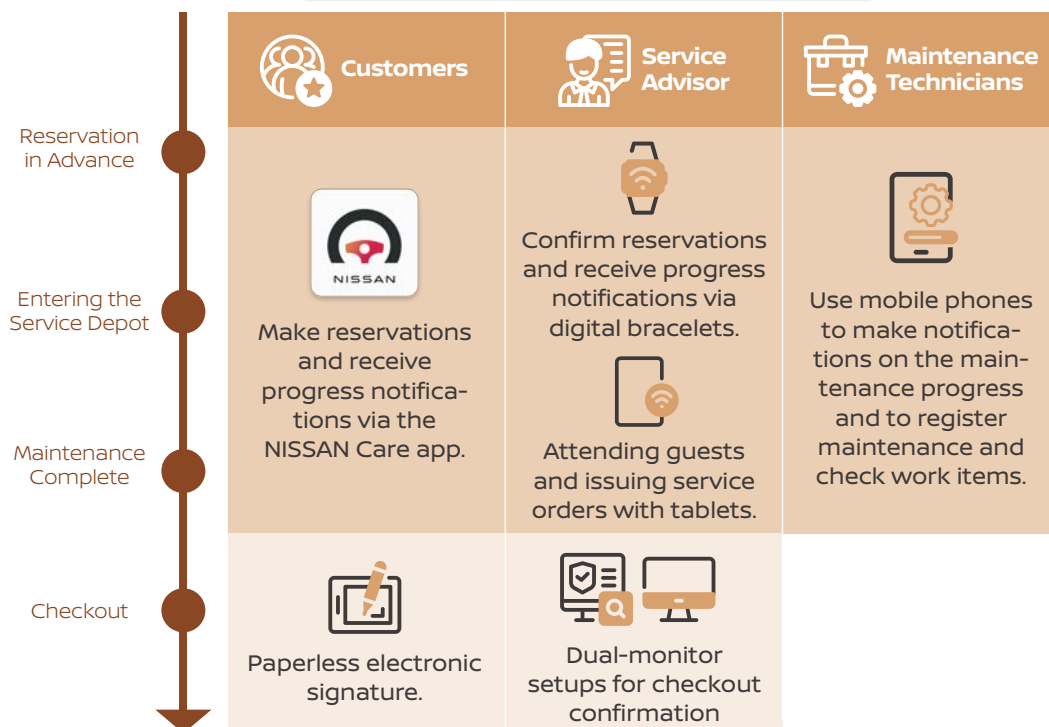 Customers
Service
Advisor
Maintenance
Technicians
Reservation
in Advance
Entering the
Service Depot
Maintenance
Complete
Checkout
NISSAN
Make reservations
and receive
progress notifica-
tions via the
NISSAN Care app.
Confirm reservations
and receive progress
notifications via
digital bracelets.
Attending guests
and issuing service
orders with tablets.
Use mobile phones
to make notifica-
tions on the main-
tenance progress
and to register
maintenance and
check work items.
Paperless electronic
signature.
Dual-monitor
setups for checkout
confirmation